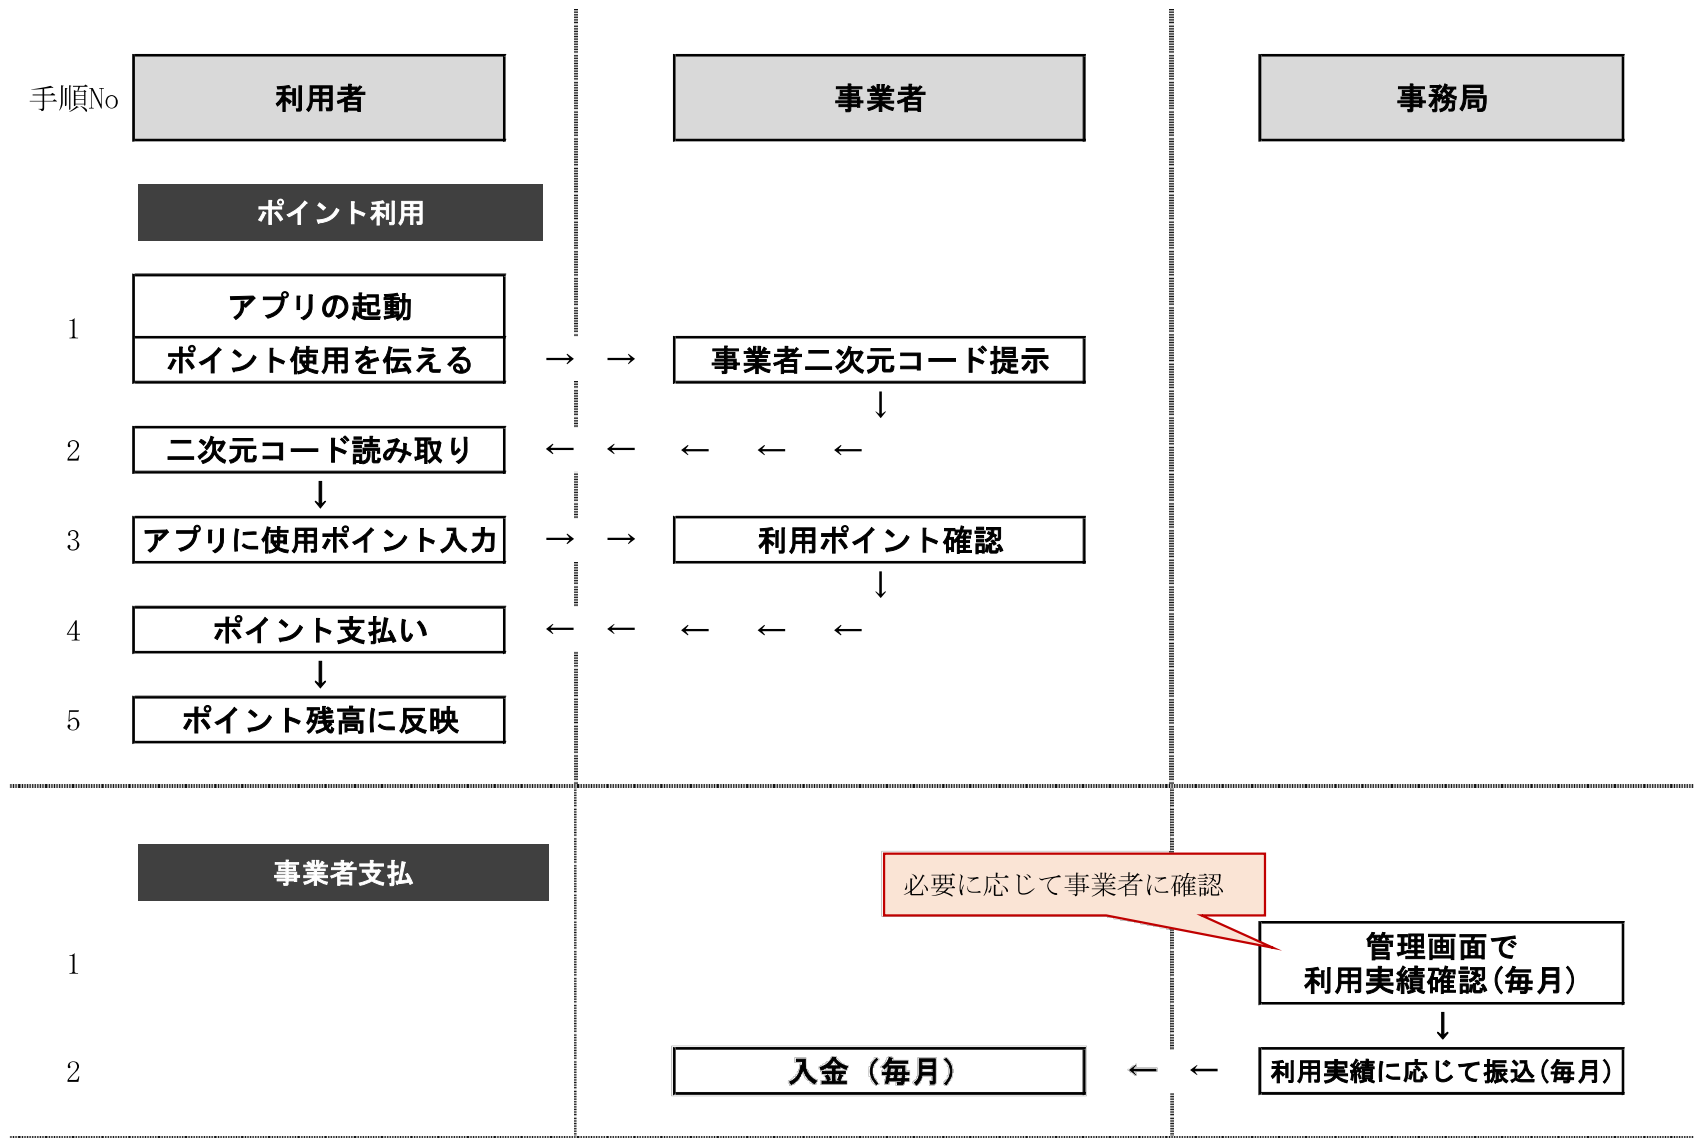 手順No
利用者
事業者
事務局
ポイント利用
1
アプリの起動
ポイント使用を伝える
→ →
事業者二次元コード提示
↓
2
二次元コード読み取り
← ← ← ← ←
↓
3
アプリに使用ポイント入力
→ →
利用ポイント確認
↓
4
ポイント支払い
← ← ← ← ←
↓
5
ポイント残高に反映
事業者支払
必要に応じて事業者に確認
1
管理画面で
利用実績確認(毎月)
↓
2
入金（毎月）
← ←
利用実績に応じて振込(毎月)